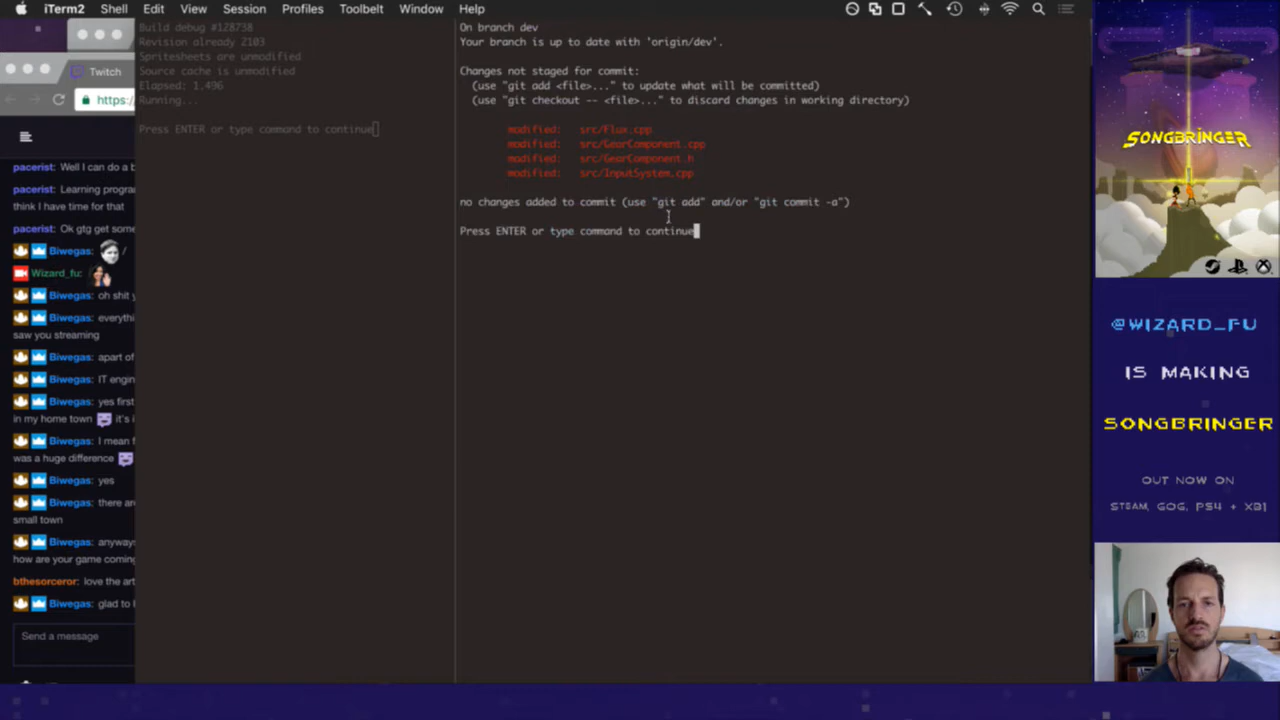 iTerm2 Shell Edit View Session Profiles Toolbelt Window Help
Twitch
https:/
pacerist: Well I can do a b
pacerist: Learning progra
think I have time for that
pacerist: Ok gtg get some
Biwegas: /
Wizard_fu:
Biwegas: oh shit y
Biwegas: everythi
saw you streaming
Biwegas: apart of
Biwegas: IT engin
Biwegas: yes first
in my home town it's i
Biwegas: I mean f
was a huge difference
Biwegas: yes
Biwegas: there are
small town
Biwegas: anyways
how are your game coming
bthesorceror: love the art
Biwegas: glad to
Send a message
Build debug #128738
Revision already 2103
Spritesheets are unmodified
Source cache is unmodified
Elapsed: 1.496
Running...
Press ENTER or type command to continue
On branch dev
Your branch is up to date with 'origin/dev'.
Changes not staged for commit:
(use "git add <file>..." to update what will be committed)
(use "git checkout -- <file>..." to discard changes in working directory)
modified: src/Flux.cpp
modified: src/GearComponent.cpp
modified: src/GearComponent.h
modified: src/InputSystem.cpp
no changes added to commit (use "git add" and/or "git commit -a")
Press ENTER or type command to continue
SONGBRINGER
@WIZARD_FU
IS MAKING
SONGBRINGER
OUT NOW ON
STEAM, GOG, PS4 + XB1